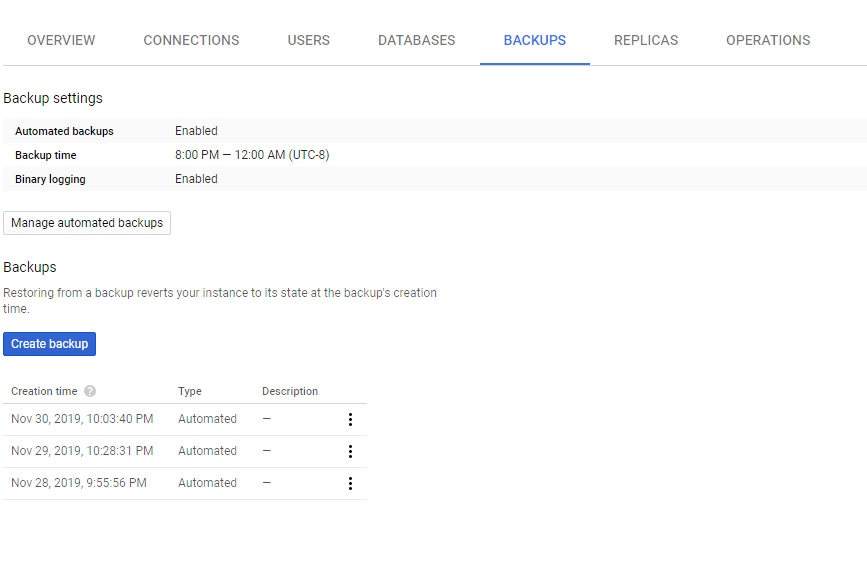 OVERVIEW CONNECTIONS USERS DATABASES BACKUPS REPLICAS OPERATIONS
Backup settings
Automated backups Enabled
Backup time 8:00 PM — 12:00 AM (UTC-8)
Binary logging Enabled
Manage automated backups
Backups
Restoring from a backup reverts your instance to its state at the backup's creation
time.
Create backup
Creation time ? Type Description
Nov 30, 2019, 10:03:40 PM Automated —
Nov 29, 2019, 10:28:31 PM Automated —
Nov 28, 2019, 9:55:56 PM Automated —